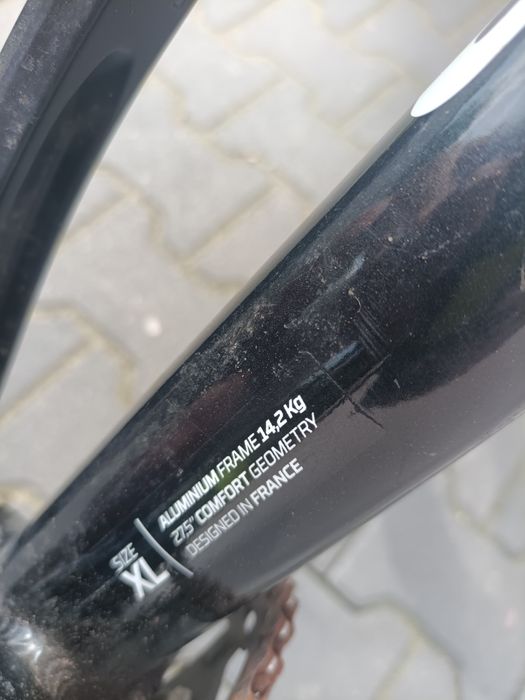 SIZE
XL
ALUMINIUM FRAME 14,2 Kg
27,5" COMFORT GEOMETRY
DESIGNED IN FRANCE